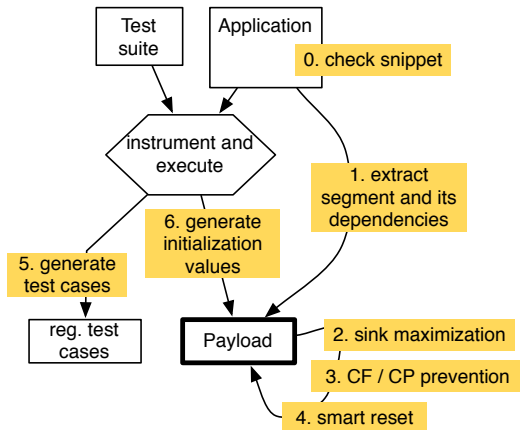 Test
suite
Application
0. check snippet
instrument and
execute
1. extract
segment and its
dependencies
6. generate
initialization
values
5. generate
test cases
reg. test
cases
Payload
2. sink maximization
3. CF / CP prevention
4. smart reset